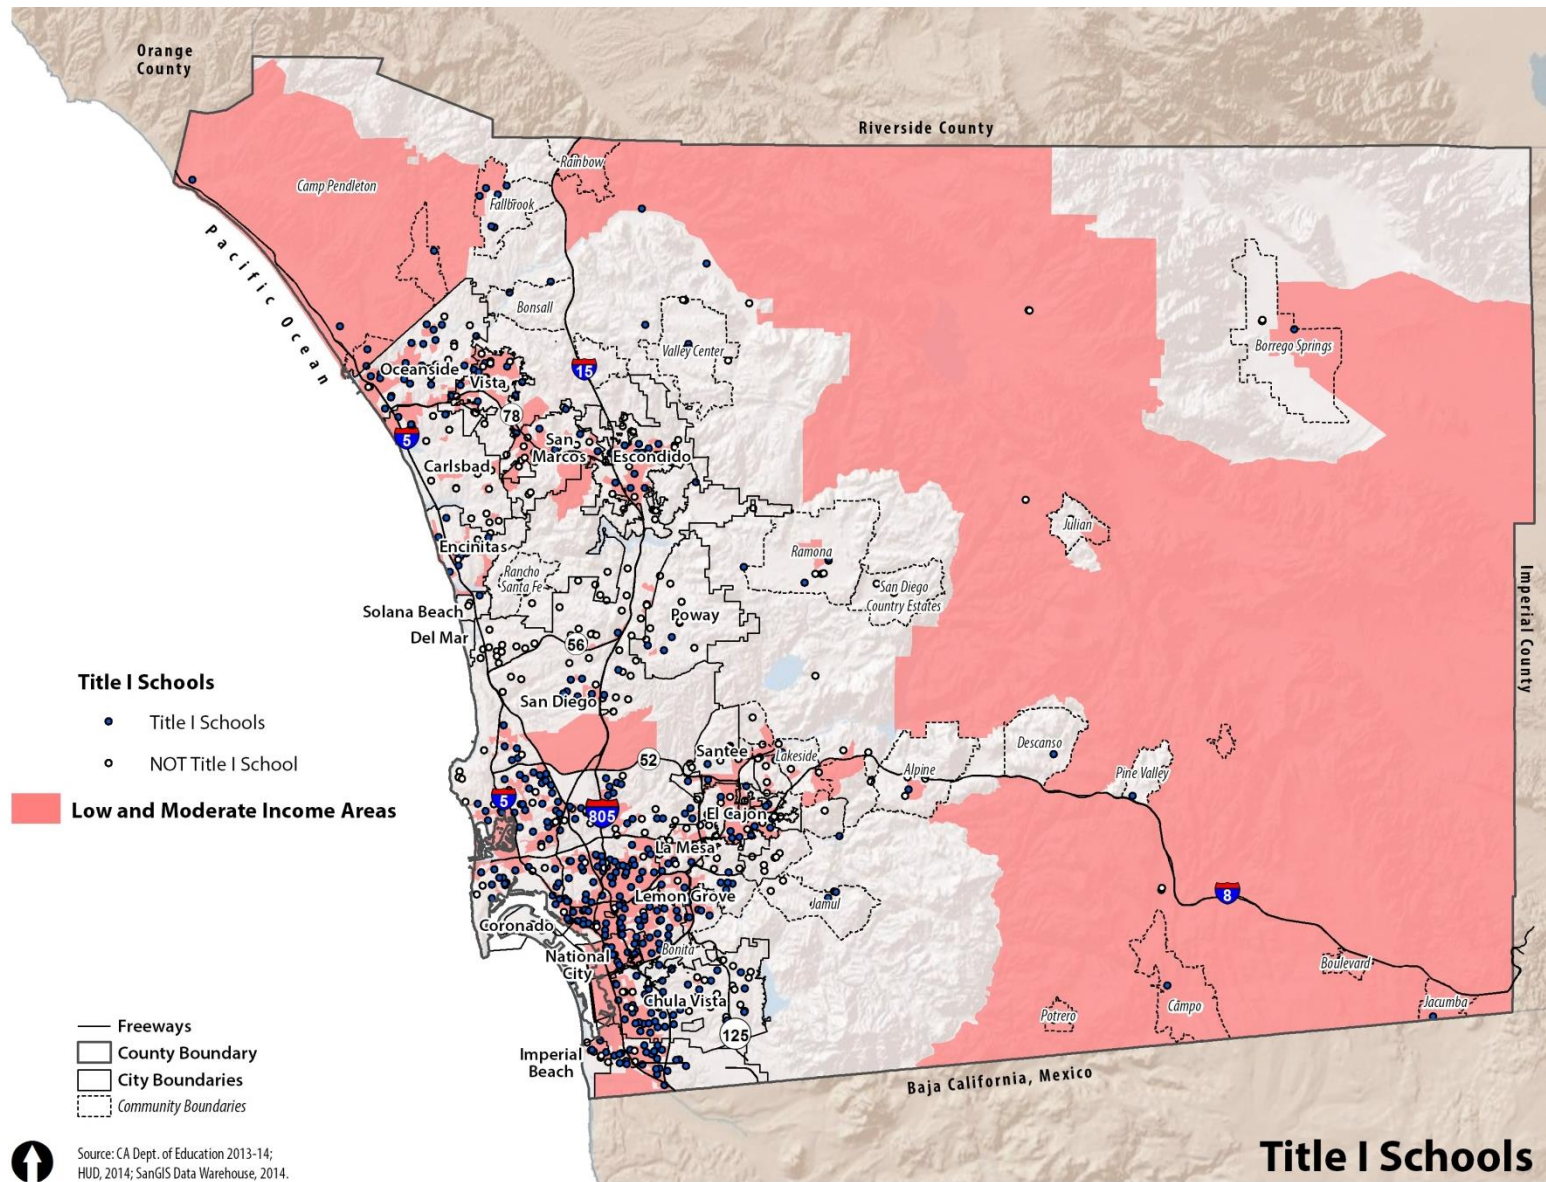 Orange
County
Riverside County
Rainbow
Camp Pendleton
Fallbrook
Pacific Ocean
Bonsall
Valley Center
Borrego Springs
15
Oceanside
Vista
78
5
San
Marcos
Escondido
Carlsbad
Julian
Encinitas
Ramona
Rancho
Santa Fe
San Diego
Country Estates
Imperial County
Solana Beach
Poway
Del Mar
56
San Diego
Title I Schools
Title I Schools
NOT Title I School
Low and Moderate Income Areas
Santee
52
Lakeside
Alpine
Descanso
Pine Valley
5
805
El Cajon
La Mesa
8
Lemon Grove
Jamul
Coronado
National
City
Bonita
Boulevard
Chula Vista
Potrero
Campo
Jacumba
125
Imperial
Beach
Baja California, Mexico
Freeways
County Boundary
City Boundaries
Community Boundaries
Source: CA Dept. of Education 2013-14;
HUD, 2014; SanGIS Data Warehouse, 2014.
Title I Schools